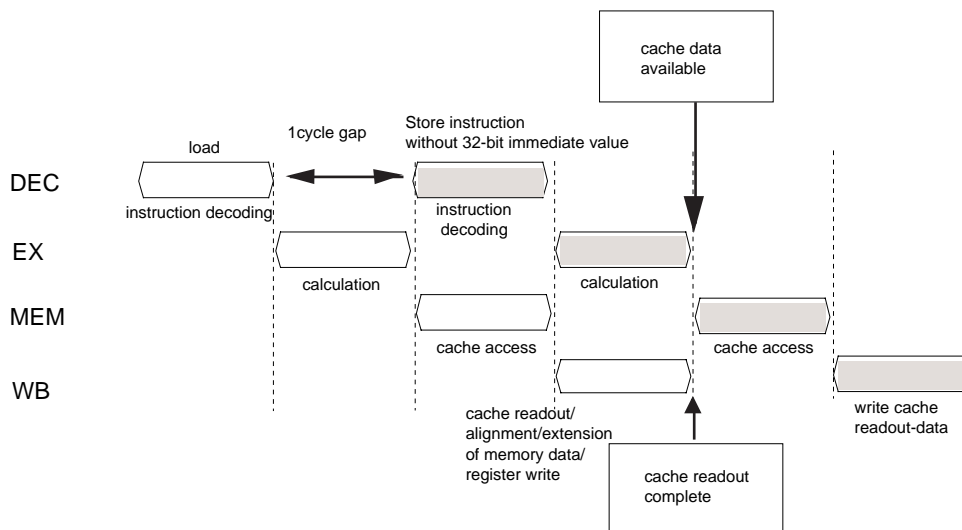 cache data
available
Store instruction
without 32-bit immediate value
1cycle gap
load
DEC
instruction decoding
instruction
decoding
EX
calculation
calculation
MEM
cache access
cache access
WB
cache readout/
alignment/extension
of memory data/
register write
write cache
readout-data
cache readout
complete